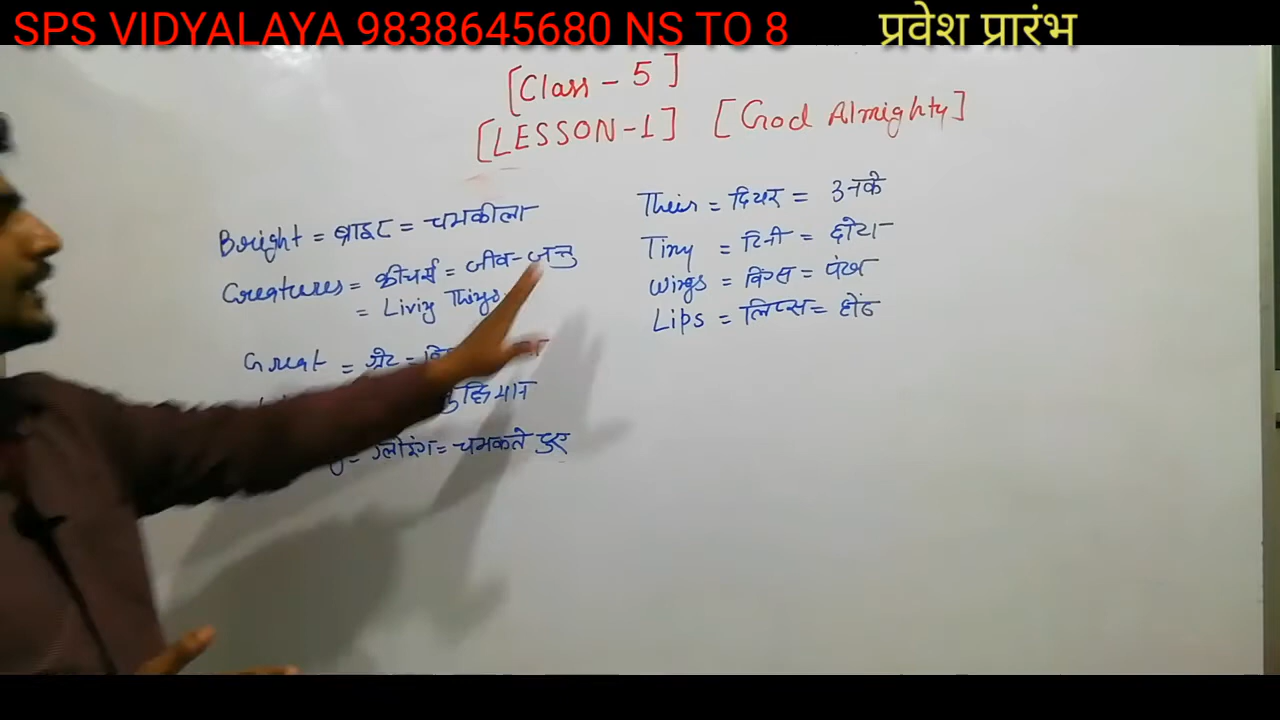 SPS VIDYALAYA 9838645680 NS TO 8 प्रवेश प्रारंभ
[Class - 5]
[LESSON-1] [God Almighty]
Bright = ब्राइट = चमकीला
Creatures = क्रीचर्स = जीव-जन्तु
= Living Things
Great = ग्रेट =
बुद्धिमान
= ग्लोइंग = चमकते हुए
Their = दियर = उनके
Tiny = टिनी = छोटा
Wings = विंग्स = पंख
Lips = लिप्स = होंठ